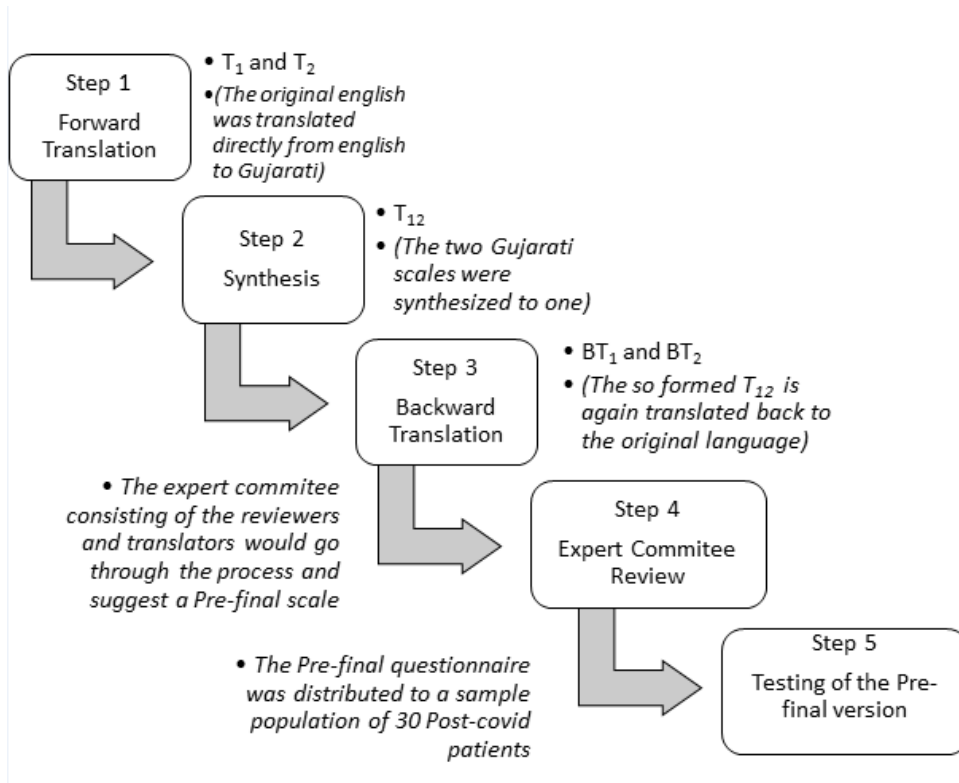 Step 1
Forward
Translation
• T₁ and T₂
•(The original english
was translated
directly from english
to Gujarati)
Step 2
Synthesis
• T₁₂
• (The two Gujarati
scales were
synthesized to one)
Step 3
Backward
Translation
• BT₁ and BT₂
• (The so formed T₁₂ is
again translated back to
the original language)
• The expert commitee
consisting of the reviewers
and translators would go
through the process and
suggest a Pre-final scale
Step 4
Expert Commitee
Review
• The Pre-final questionnaire
was distributed to a sample
population of 30 Post-covid
patients
Step 5
Testing of the Pre-
final version